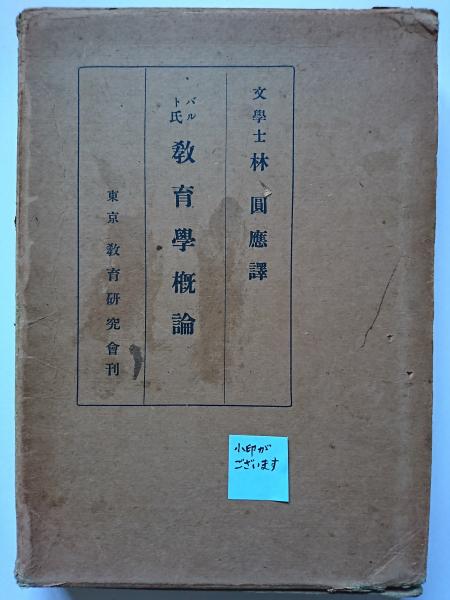 文學士 林圓應譯
バルト氏 教育學概論
東京 教育研究會刊
小印が
ございます